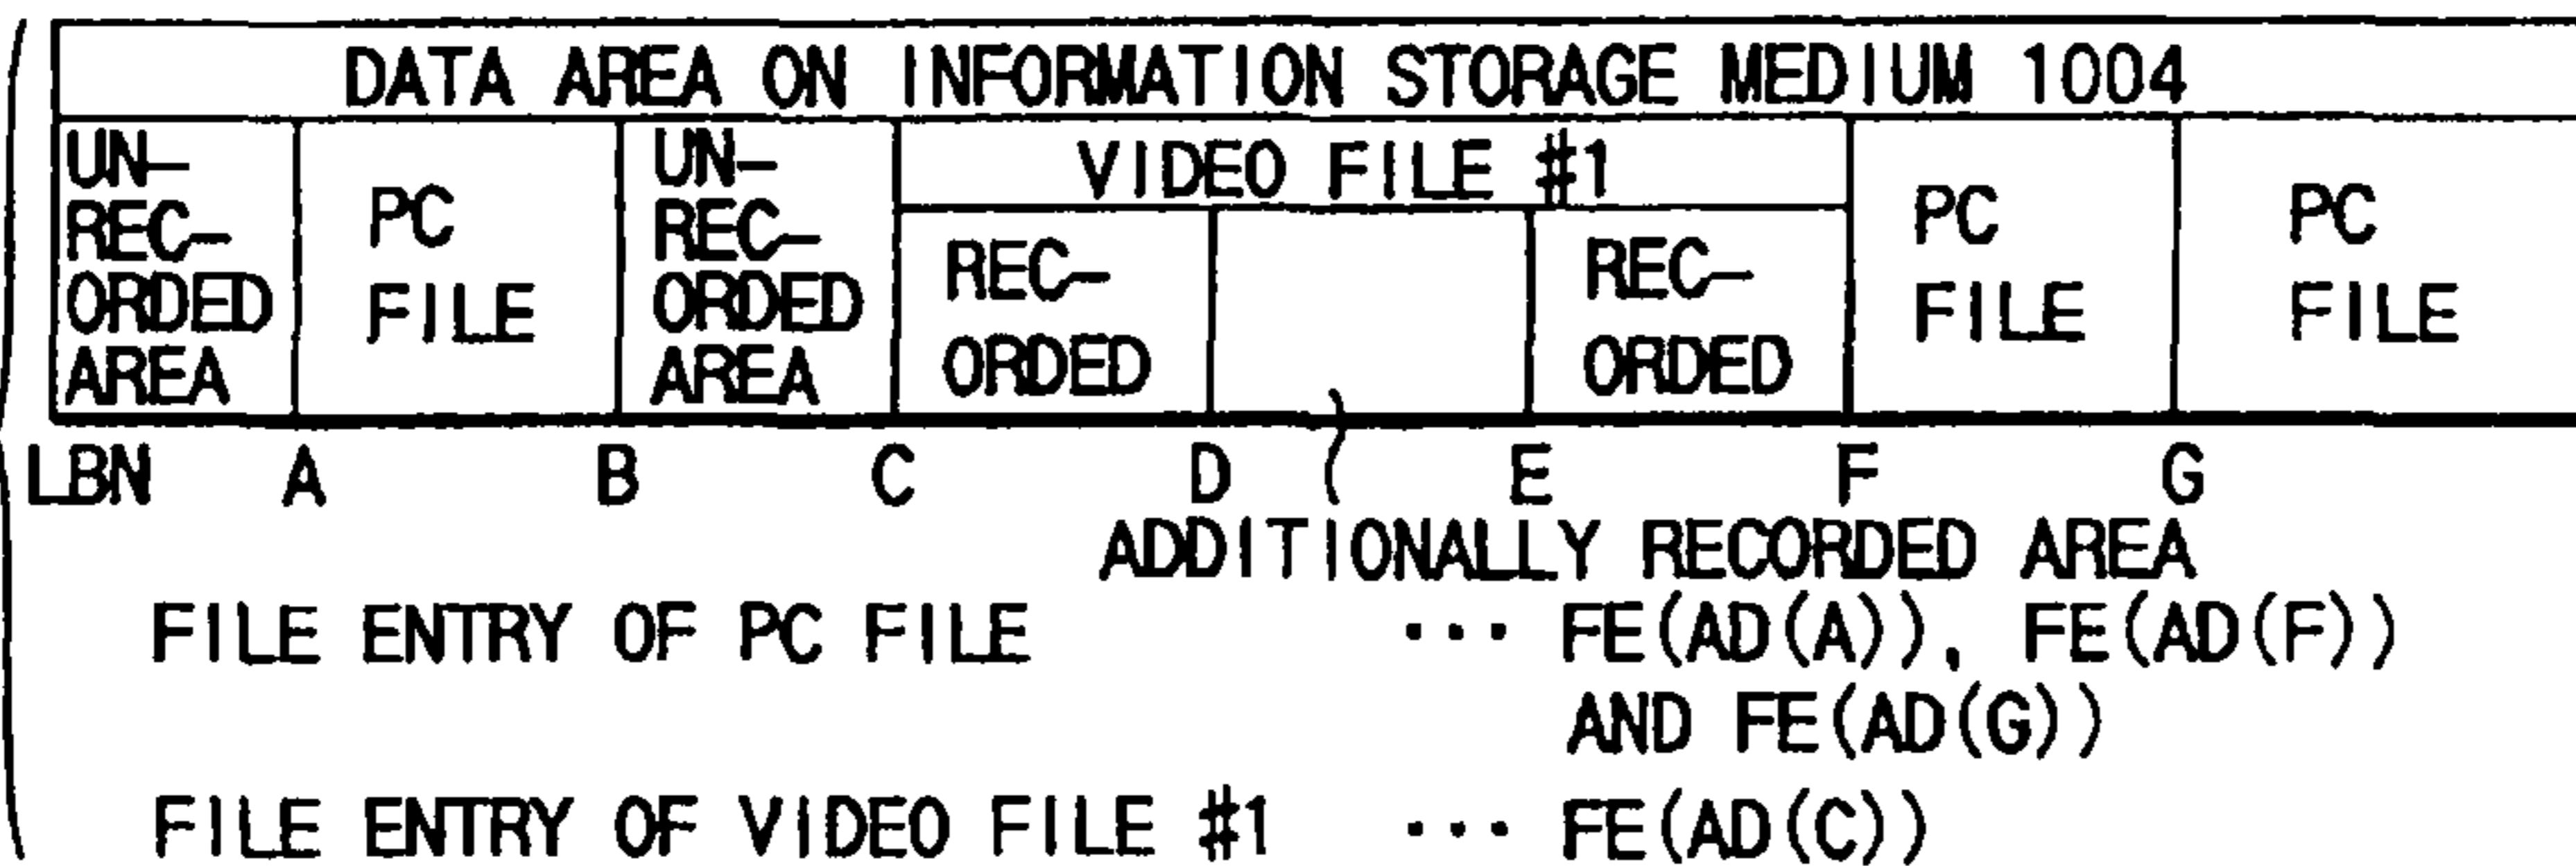 DATA AREA ON INFORMATION STORAGE MEDIUM 1004
UN-
REC-
ORDED
AREA
PC
FILE
UN-
REC-
ORDED
AREA
VIDEO FILE #1
REC-
ORDED
REC-
ORDED
PC
FILE
PC
FILE
LBN A B C D E F G
ADDITIONALLY RECORDED AREA
FILE ENTRY OF PC FILE ... FE(AD(A)), FE(AD(F))
AND FE(AD(G))
FILE ENTRY OF VIDEO FILE #1 ... FE(AD(C))